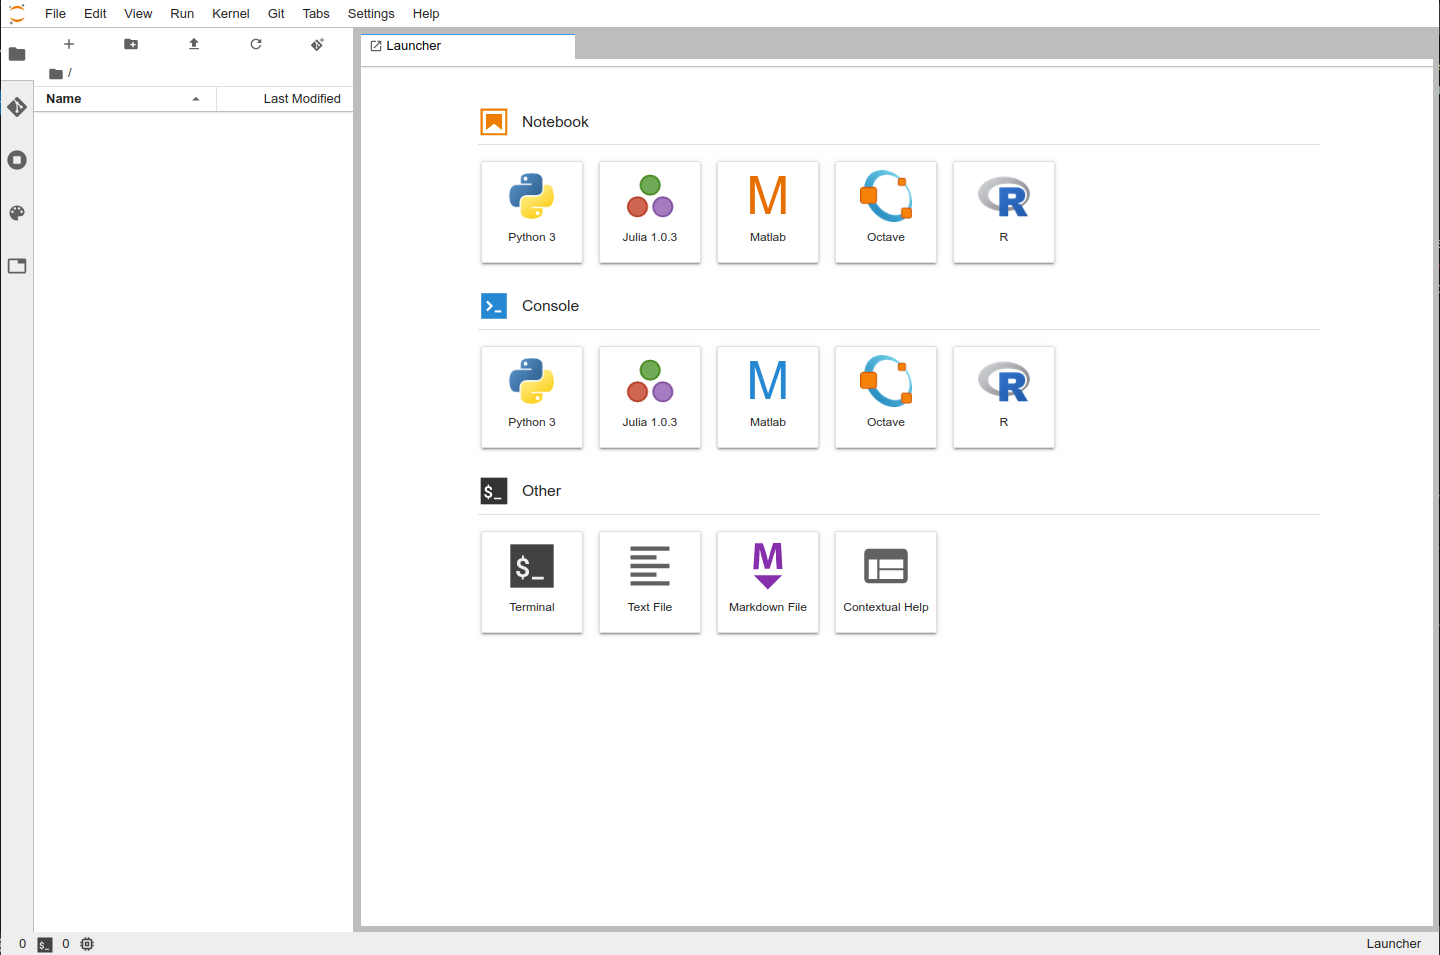 File Edit View Run Kernel Git Tabs Settings Help
Launcher
/
Name Last Modified
Notebook
Python 3 Julia 1.0.3 Matlab Octave R
Console
Python 3 Julia 1.0.3 Matlab Octave R
$_ Other
Terminal Text File Markdown File Contextual Help
0 $_ 0 Launcher